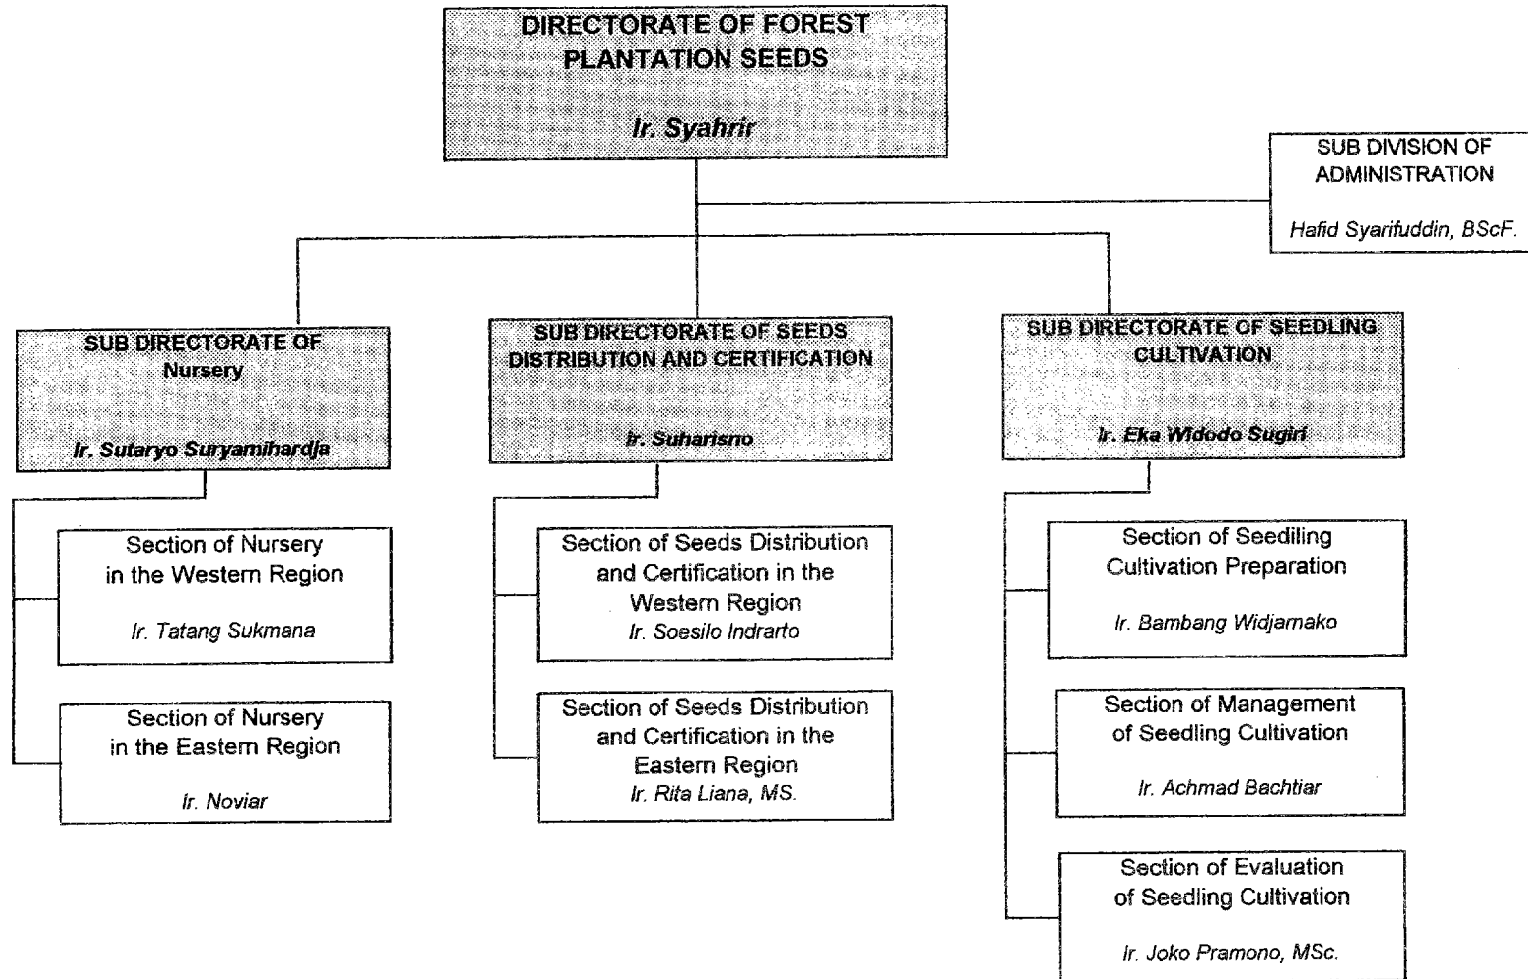 DIRECTORATE OF FOREST
PLANTATION SEEDS
Ir. Syahrir
SUB DIVISION OF
ADMINISTRATION
Hafid Syarifuddin, BScF.
SUB DIRECTORATE OF
Nursery
Ir. Sutaryo Suryamihardja
SUB DIRECTORATE OF SEEDS
DISTRIBUTION AND CERTIFICATION
Ir. Suharisno
SUB DIRECTORATE OF SEEDLING
CULTIVATION
Ir. Eka Widodo Sugiri
Section of Nursery
in the Western Region
Ir. Tatang Sukmana
Section of Nursery
in the Eastern Region
Ir. Noviar
Section of Seeds Distribution
and Certification in the
Western Region
Ir. Soesilo Indrarto
Section of Seeds Distribution
and Certification in the
Eastern Region
Ir. Rita Liana, MS.
Section of Seediling
Cultivation Preparation
Ir. Bambang Widjarnako
Section of Management
of Seedling Cultivation
Ir. Achmad Bachtiar
Section of Evaluation
of Seedling Cultivation
Ir. Joko Pramono, MSc.